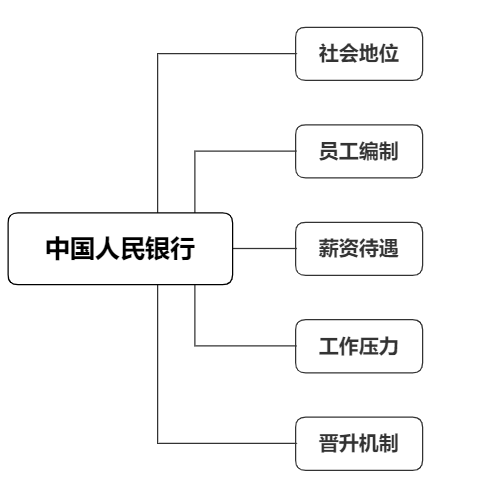 社会地位
员工编制
中国人民银行
薪资待遇
工作压力
晋升机制